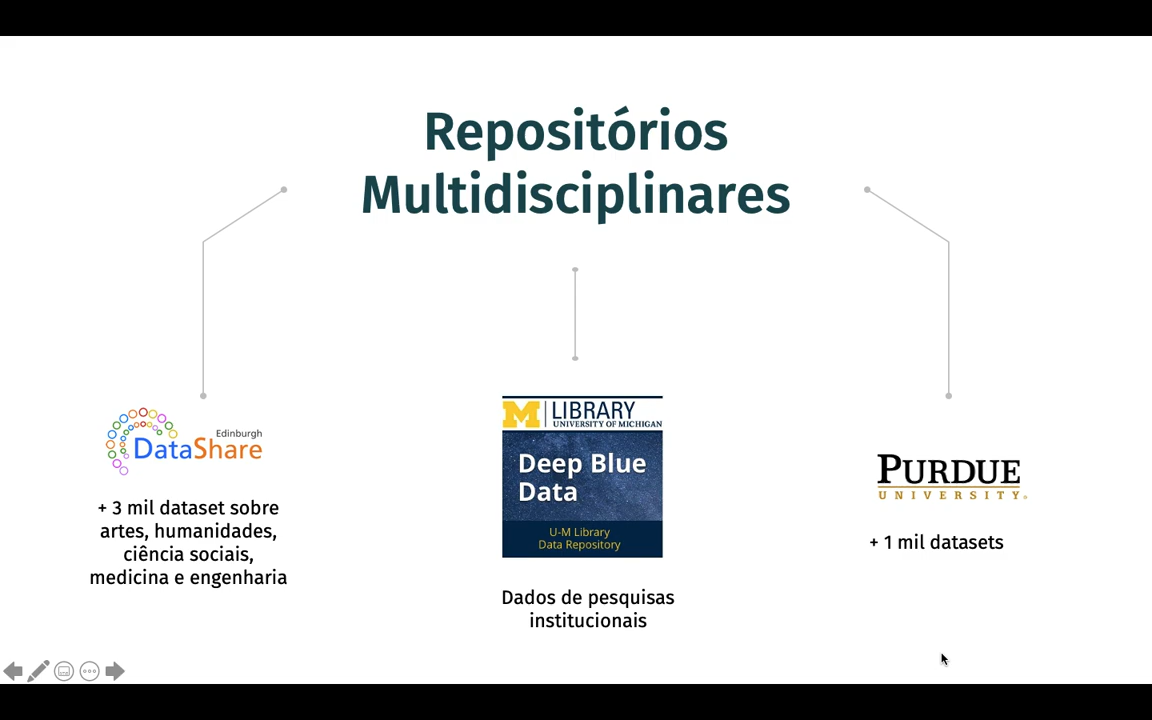 Repositórios
Multidisciplinares
Edinburgh
DataShare
+ 3 mil dataset sobre
artes, humanidades,
ciência sociais,
medicina e engenharia
M LIBRARY
UNIVERSITY OF MICHIGAN
Deep Blue
Data
U-M Library
Data Repository
Dados de pesquisas
institucionais
PURDUE
UNIVERSITY®
+ 1 mil datasets